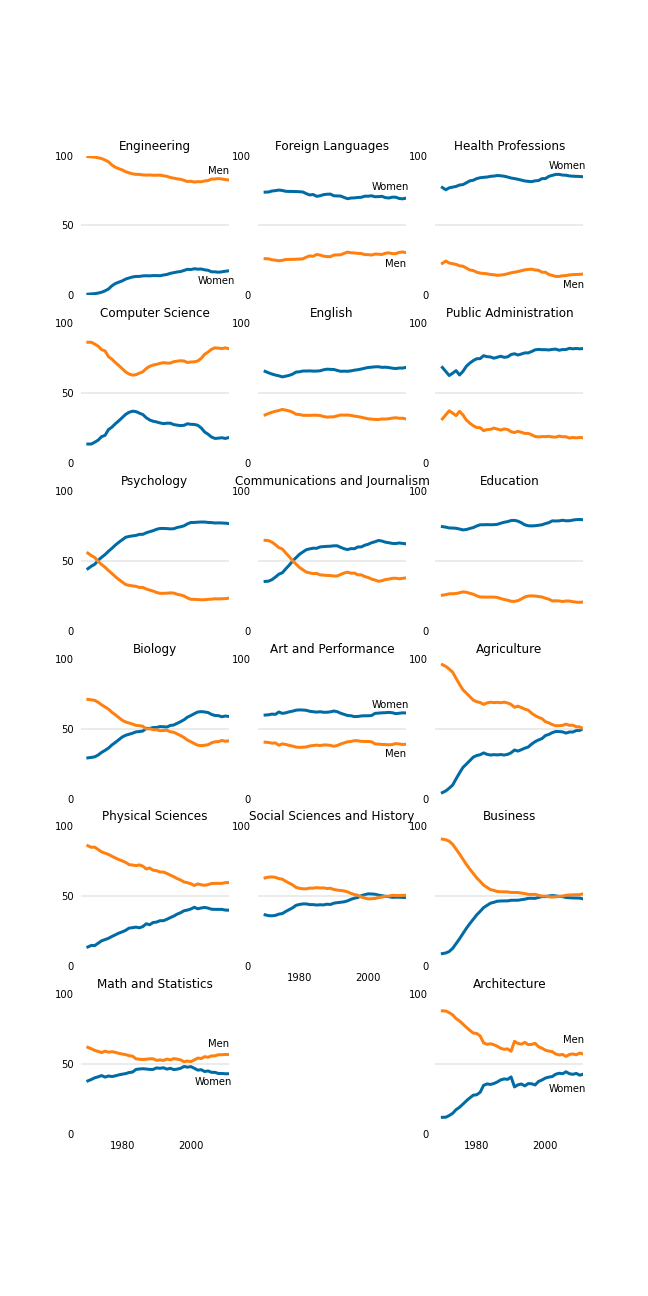 Engineering
Foreign Languages
Health Professions
100
100
100
Men
Women
Women
50
Women
Men
Men
0
0
0
Computer Science
English
Public Administration
100
100
100
50
0
0
0
Psychology
Communications and Journalism
Education
100
100
100
50
0
0
0
Biology
Art and Performance
Agriculture
100
100
100
Women
50
Men
0
0
0
Physical Sciences
Social Sciences and History
Business
100
100
100
50
0
0
0
1980 2000
Math and Statistics
Architecture
100
100
Men
Men
50
Women
Women
0
0
1980 2000
1980 2000